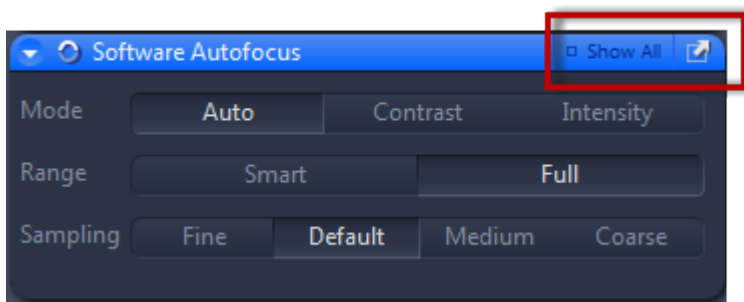 Software Autofocus Show All
Mode Auto Contrast Intensity
Range Smart Full
Sampling Fine Default Medium Coarse